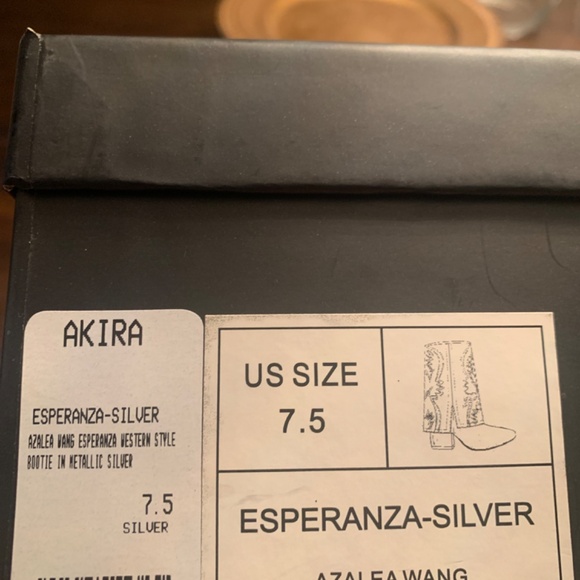 AKIRA
ESPERANZA-SILVER
AZALEA WANG ESPERANZA WESTERN STYLE
BOOTIE IN METALLIC SILVER
7.5
SILVER
US SIZE
7.5
ESPERANZA-SILVER
AZALEA WANG